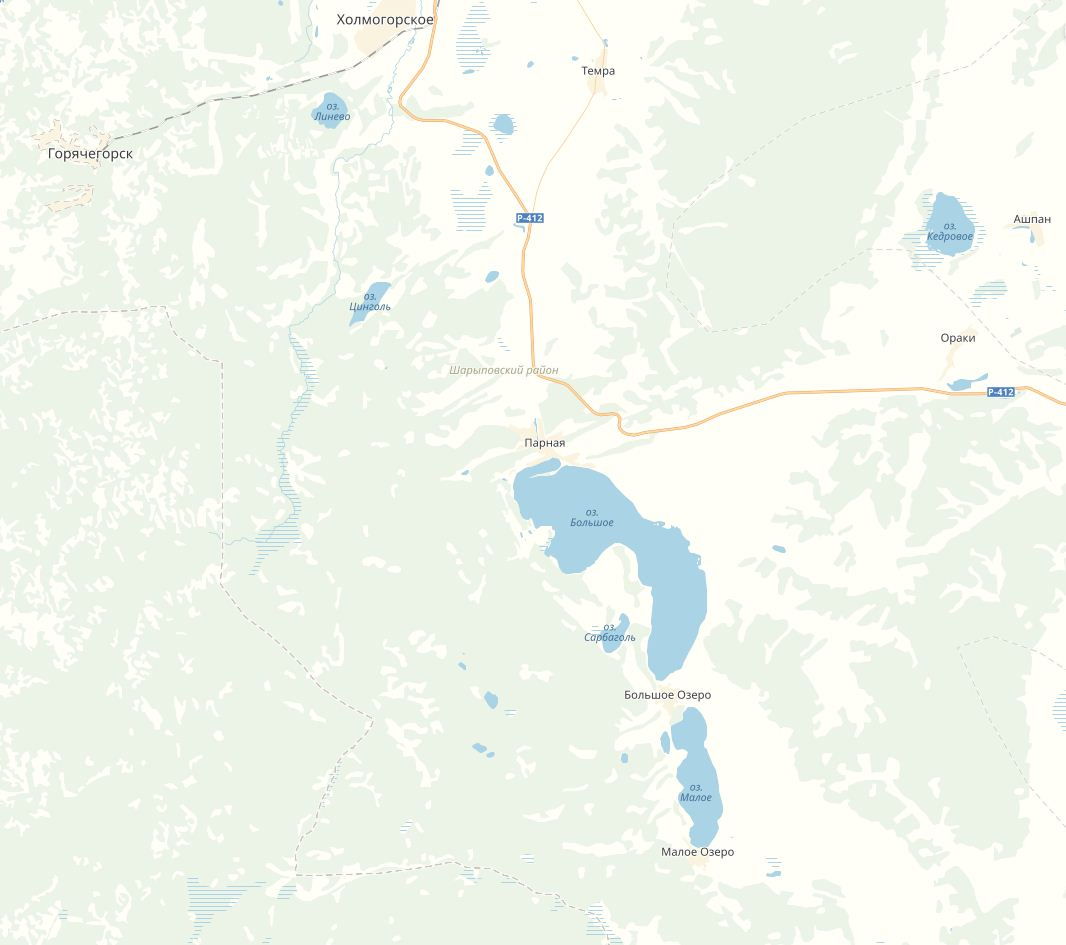 Холмогорское
Темра
оз.
Линево
Горячегорск
Р-412
Ашпан
оз.
Кедровое
оз.
Цинголь
Ораки
Шарыповский район
Р-412
Парная
оз.
Большое
оз.
Сарбаголь
Большое Озеро
оз.
Малое
Малое Озеро